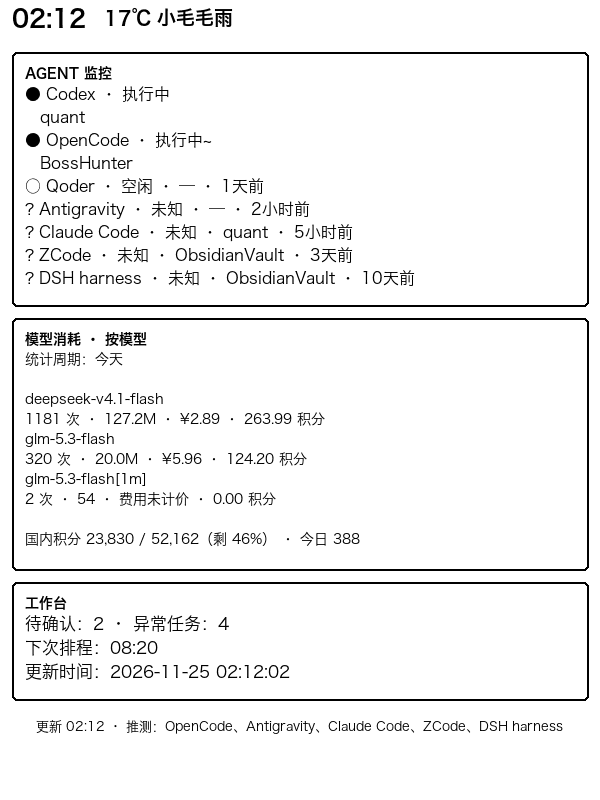 02:12 17℃ 小毛毛雨
AGENT 监控
● Codex · 执行中
quant
● OpenCode · 执行中~
BossHunter
○ Qoder · 空闲 · — · 1天前
? Antigravity · 未知 · — · 2小时前
? Claude Code · 未知 · quant · 5小时前
? ZCode · 未知 · ObsidianVault · 3天前
? DSH harness · 未知 · ObsidianVault · 10天前
模型消耗 · 按模型
统计周期：今天
deepseek-v4.1-flash
1181 次 · 127.2M · ¥2.89 · 263.99 积分
glm-5.3-flash
320 次 · 20.0M · ¥5.96 · 124.20 积分
glm-5.3-flash[1m]
2 次 · 54 · 费用未计价 · 0.00 积分
国内积分 23,830 / 52,162（剩 46%） · 今日 388
工作台
待确认：2 · 异常任务：4
下次排程：08:20
更新时间：2026-11-25 02:12:02
更新 02:12 · 推测：OpenCode、Antigravity、Claude Code、ZCode、DSH harness